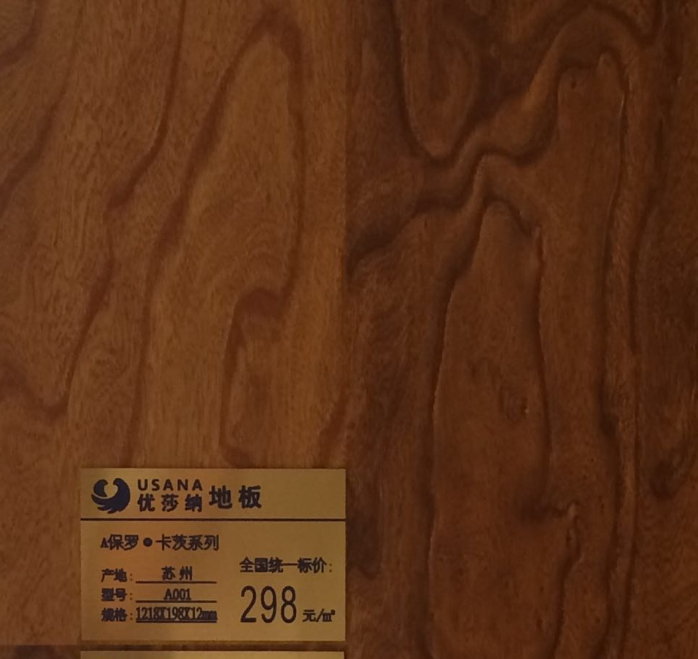 USANA
优莎纳地板
A保罗●卡茨系列
产地: 苏州
型号: A001
规格: 1218X198X12mm
全国统一标价:
298元/㎡